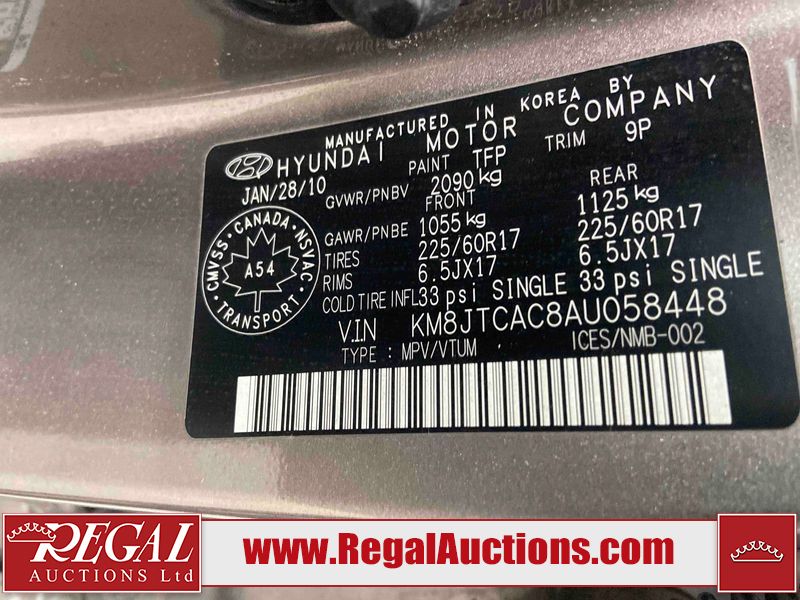 MANUFACTURED IN KOREA BY
HYUNDAI MOTOR COMPANY
JAN/28/10 PAINT TFP TRIM 9P
GVWR/PNBV 2090 kg
FRONT REAR
GAWR/PNBE 1055 kg 1125 kg
TIRES 225/60R17 225/60R17
RIMS 6.5JX17 6.5JX17
COLD TIRE INFL 33 psi SINGLE 33 psi SINGLE
V.I.N KM8JTCAC8AU058448
TYPE : MPV/VTUM ICES/NMB-002
CMVSS · CANADA · NSVAC
A54
· TRANSPORT ·
REGAL
AUCTIONS Ltd
www.RegalAuctions.com